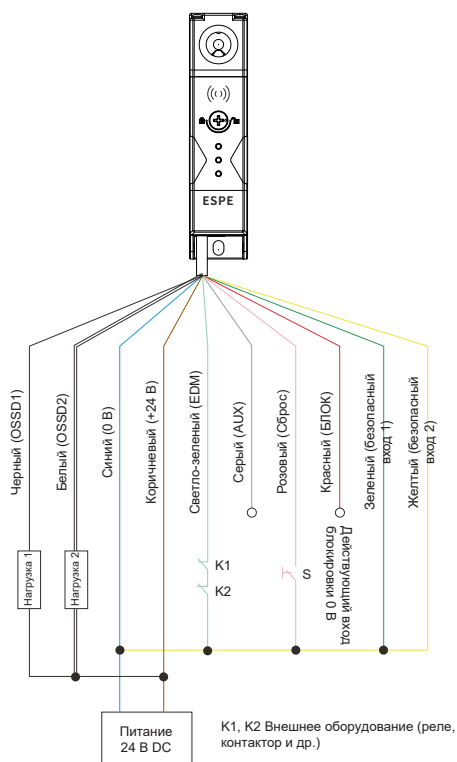 ESPE
Черный (OSSD1)
Белый (OSSD2)
Синий (0 В)
Коричневый (+24 В)
Светло-зеленый (EDM)
Серый (AUX)
Розовый (Сброс)
Красный (БЛОК)
Зеленый (безопасный
вход 1)
Желтый (безопасный
вход 2)
Нагрузка 1
Нагрузка 2
K1
K2
S
Действующий вход
блокировки 0 В
Питание
24 В DC
K1, K2 Внешнее оборудование (реле,
контактор и др.)